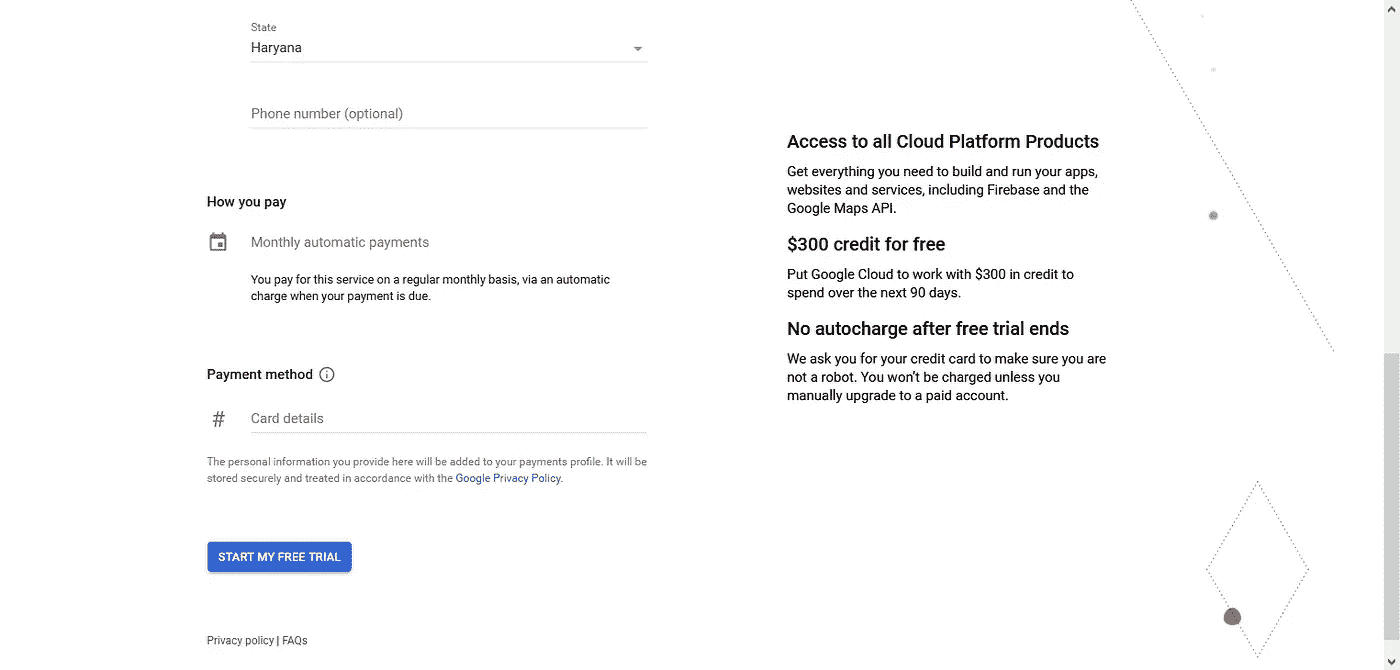 State
Haryana
Phone number (optional)
How you pay
Monthly automatic payments
You pay for this service on a regular monthly basis, via an automatic
charge when your payment is due.
Payment method
# Card details
The personal information you provide here will be added to your payments profile. It will be
stored securely and treated in accordance with the Google Privacy Policy.
START MY FREE TRIAL
Privacy policy | FAQs
Access to all Cloud Platform Products
Get everything you need to build and run your apps,
websites and services, including Firebase and the
Google Maps API.
$300 credit for free
Put Google Cloud to work with $300 in credit to
spend over the next 90 days.
No autocharge after free trial ends
We ask you for your credit card to make sure you are
not a robot. You won’t be charged unless you
manually upgrade to a paid account.